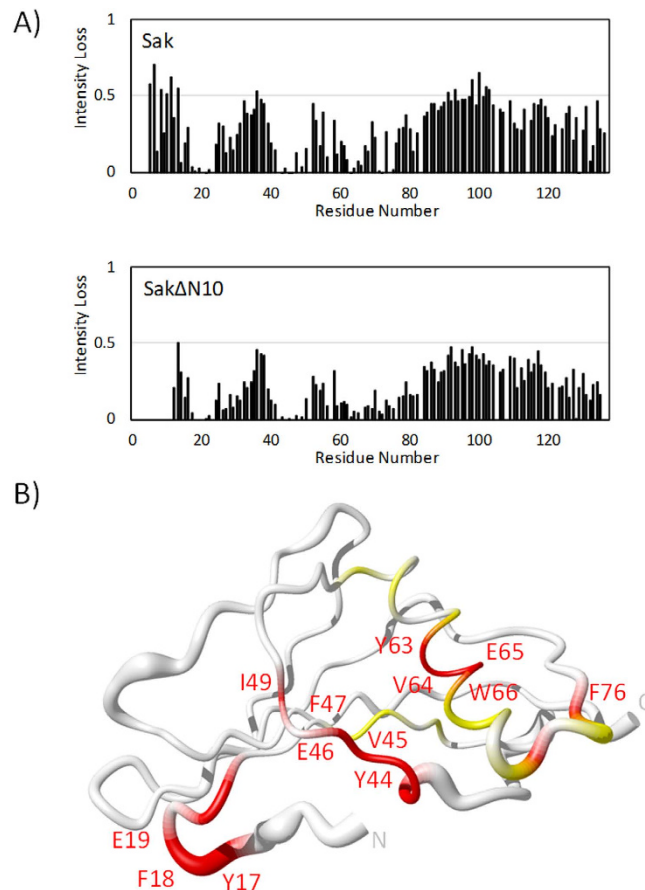 A)
Sak
Intensity Loss
1
0.5
0
0 20 40 60 80 100 120
Residue Number
SakΔN10
Intensity Loss
1
0.5
0
0 20 40 60 80 100 120
Residue Number
B)
Y63
E65
I49
F47
V64
W66
F76
C
E46
V45
Y44
E19
N
F18
Y17